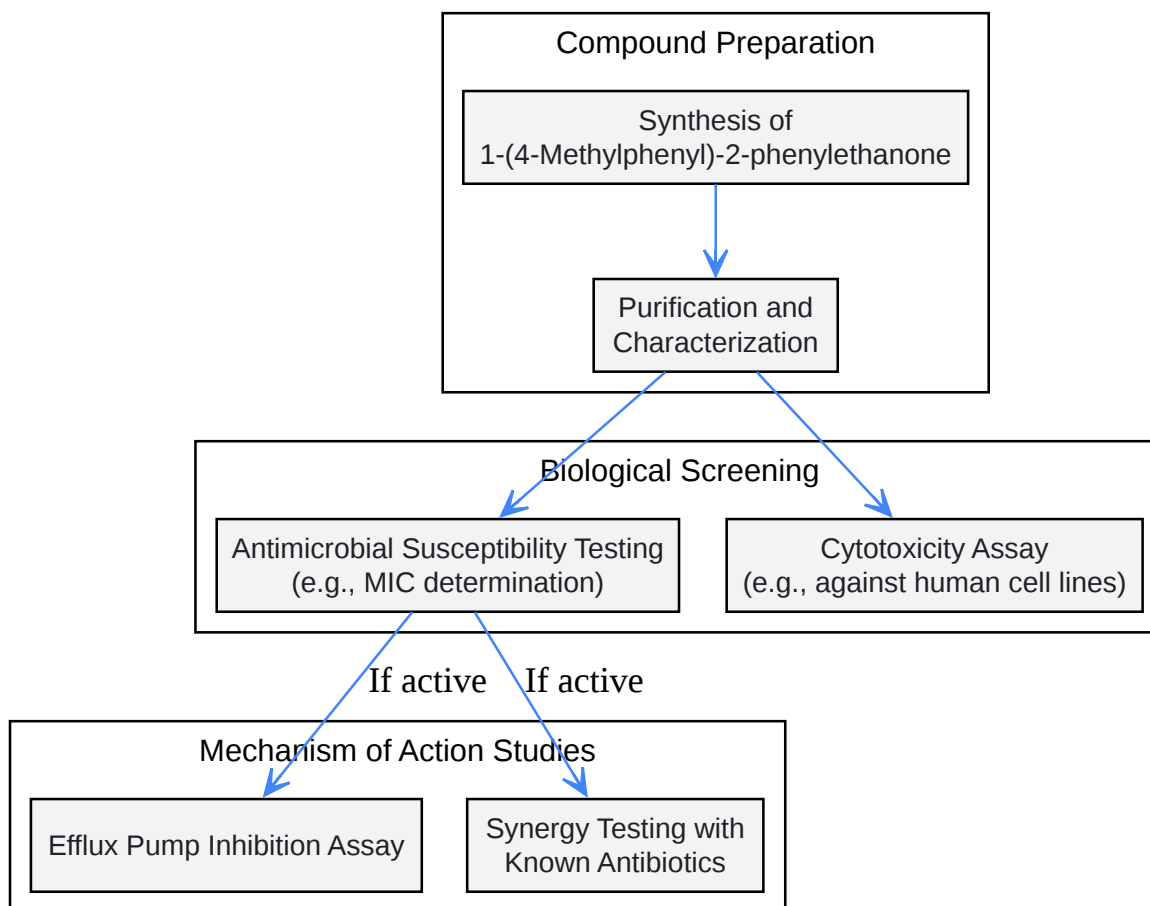 Compound Preparation
Synthesis of
1-(4-Methylphenyl)-2-phenylethanone
Purification and
Characterization
Biological Screening
Antimicrobial Susceptibility Testing
(e.g., MIC determination)
Cytotoxicity Assay
(e.g., against human cell lines)
If active
If active
Mechanism of Action Studies
Efflux Pump Inhibition Assay
Synergy Testing with
Known Antibiotics